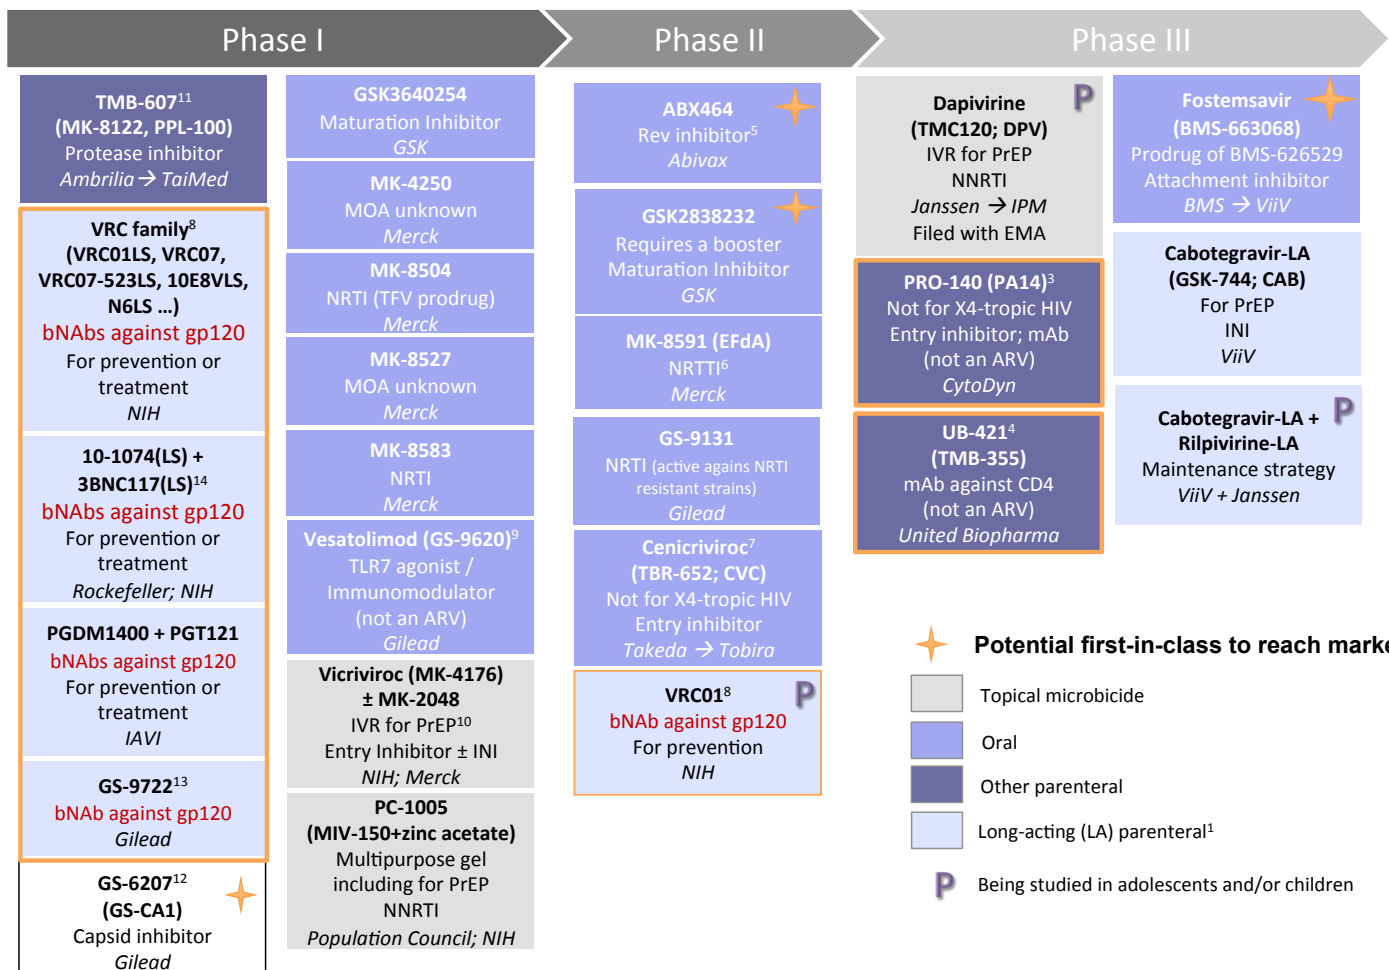 Phase I
Phase II
Phase III
TMB-607¹¹
(MK-8122, PPL-100)
Protease inhibitor
Ambrilia → TaiMed
VRC family⁸
(VRC01LS, VRC07,
VRC07-523LS, 10E8VLS,
N6LS ...)
bNAbs against gp120
For prevention or
treatment
NIH
10-1074(LS) +
3BNC117(LS)¹⁴
bNAbs against gp120
For prevention or
treatment
Rockefeller; NIH
PGDM1400 + PGT121
bNAbs against gp120
For prevention or
treatment
IAVI
GS-9722¹³
bNAb against gp120
Gilead
GS-6207¹²
(GS-CA1)
Capsid inhibitor
Gilead
GSK3640254
Maturation Inhibitor
GSK
MK-4250
MOA unknown
Merck
MK-8504
NRTI (TFV prodrug)
Merck
MK-8527
MOA unknown
Merck
MK-8583
NRTI
Merck
Vesatolimod (GS-9620)⁹
TLR7 agonist /
Immunomodulator
(not an ARV)
Gilead
Vicriviroc (MK-4176)
± MK-2048
IVR for PrEP¹⁰
Entry Inhibitor ± INI
NIH; Merck
PC-1005
(MIV-150+zinc acetate)
Multipurpose gel
including for PrEP
NNRTI
Population Council; NIH
ABX464
Rev inhibitor⁵
Abivax
GSK2838232
Requires a booster
Maturation Inhibitor
GSK
MK-8591 (EFdA)
NRTTI⁶
Merck
GS-9131
NRTI (active agains NRTI
resistant strains)
Gilead
Cenicriviroc⁷
(TBR-652; CVC)
Not for X4-tropic HIV
Entry inhibitor
Takeda → Tobira
VRC01⁸
P
bNAb against gp120
For prevention
NIH
Dapivirine
P
(TMC120; DPV)
IVR for PrEP
NNRTI
Janssen → IPM
Filed with EMA
PRO-140 (PA14)³
Not for X4-tropic HIV
Entry inhibitor; mAb
(not an ARV)
CytoDyn
UB-421⁴
(TMB-355)
mAb against CD4
(not an ARV)
United Biopharma
Fostemsavir
(BMS-663068)
Prodrug of BMS-626529
Attachment inhibitor
BMS → ViiV
Cabotegravir-LA
(GSK-744; CAB)
For PrEP
INI
ViiV
Cabotegravir-LA +
P
Rilpivirine-LA
Maintenance strategy
ViiV + Janssen
Potential first-in-class to reach marke
Topical microbicide
Oral
Other parenteral
Long-acting (LA) parenteral¹
P Being studied in adolescents and/or children